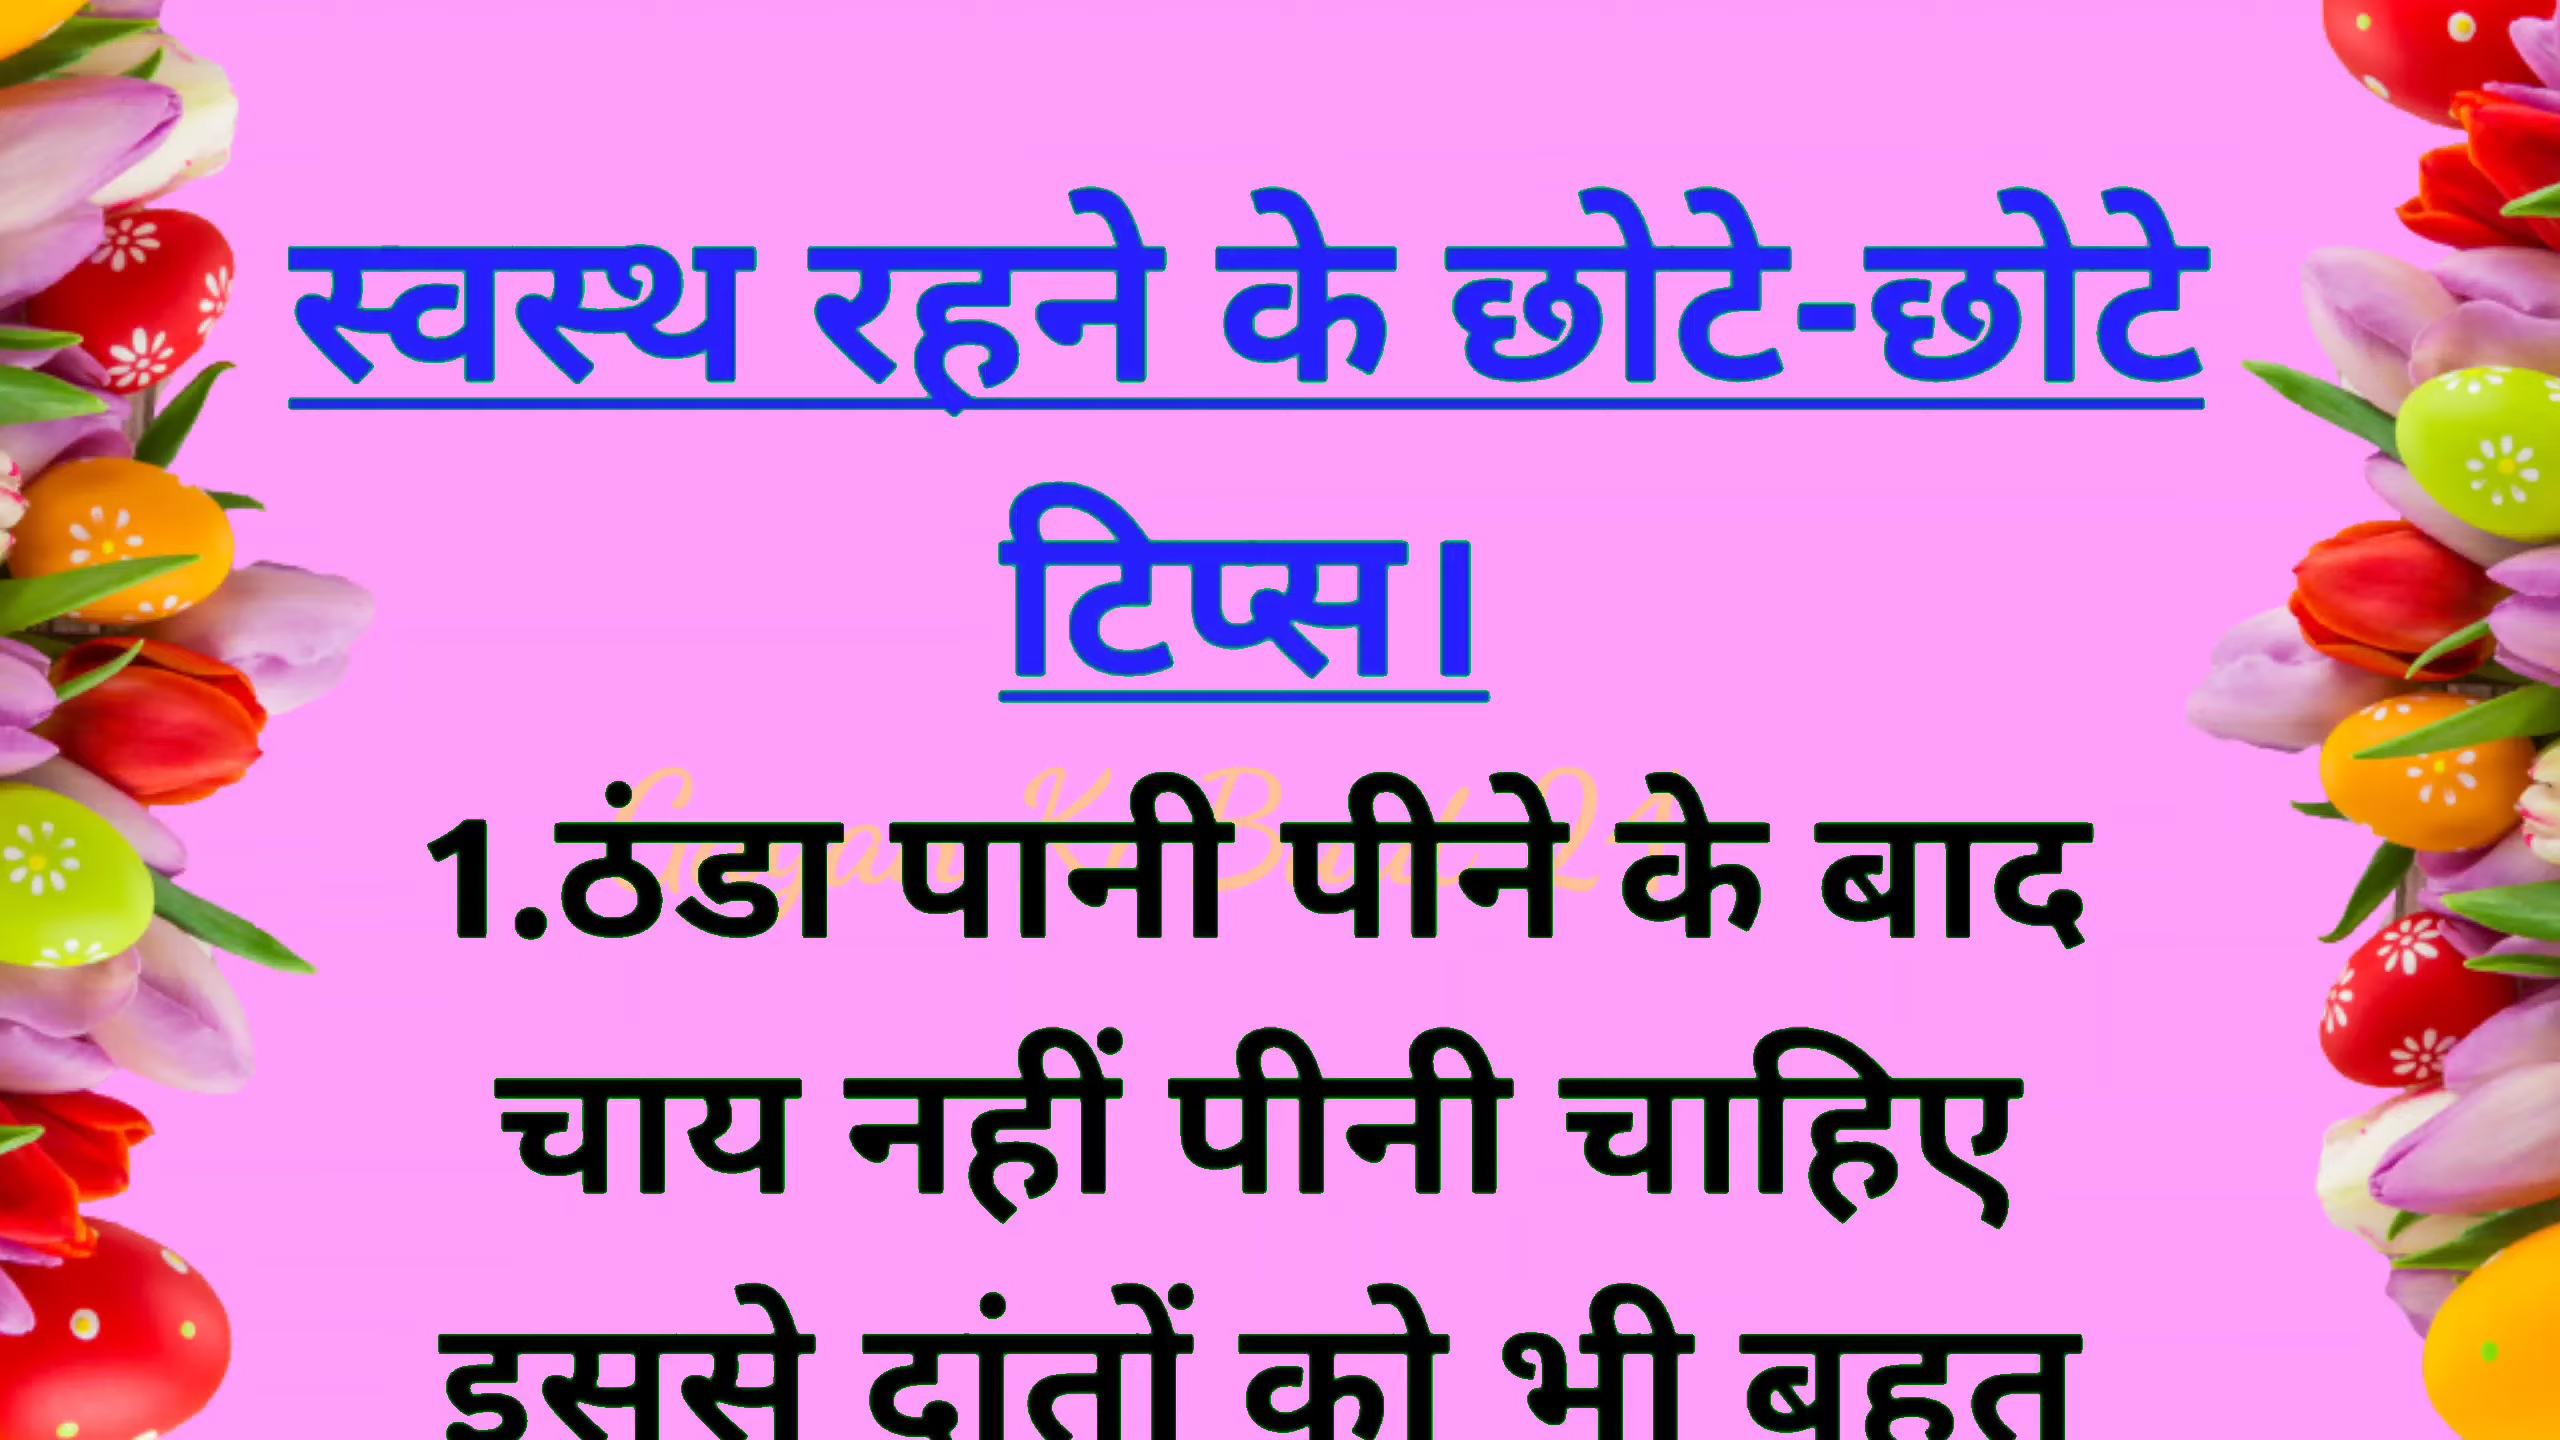 स्वस्थ रहने के छोटे-छोटे
टिप्स।
1.ठंडा पानी पीने के बाद
चाय नहीं पीनी चाहिए
इससे दांतों को भी बहुत